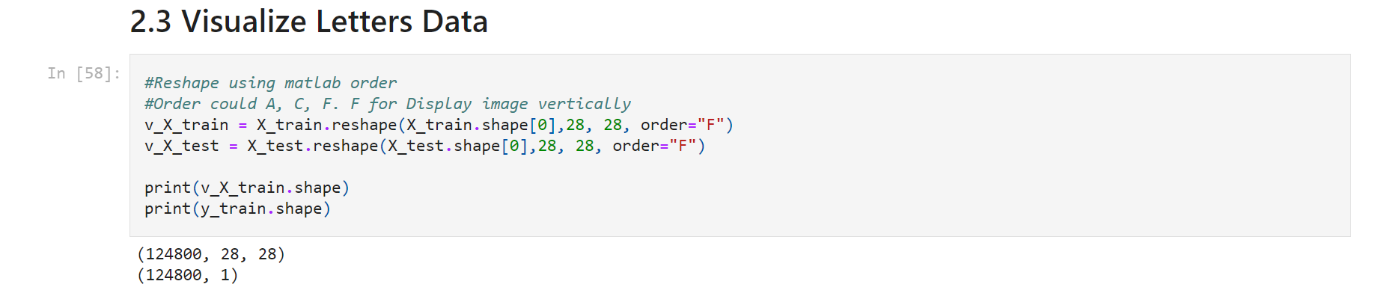 2.3 Visualize Letters Data
In [58]:
#Reshape using matlab order
#Order could A, C, F. F for Display image vertically
v_X_train = X_train.reshape(X_train.shape[0],28, 28, order="F")
v_X_test = X_test.reshape(X_test.shape[0],28, 28, order="F")
print(v_X_train.shape)
print(y_train.shape)
(124800, 28, 28)
(124800, 1)